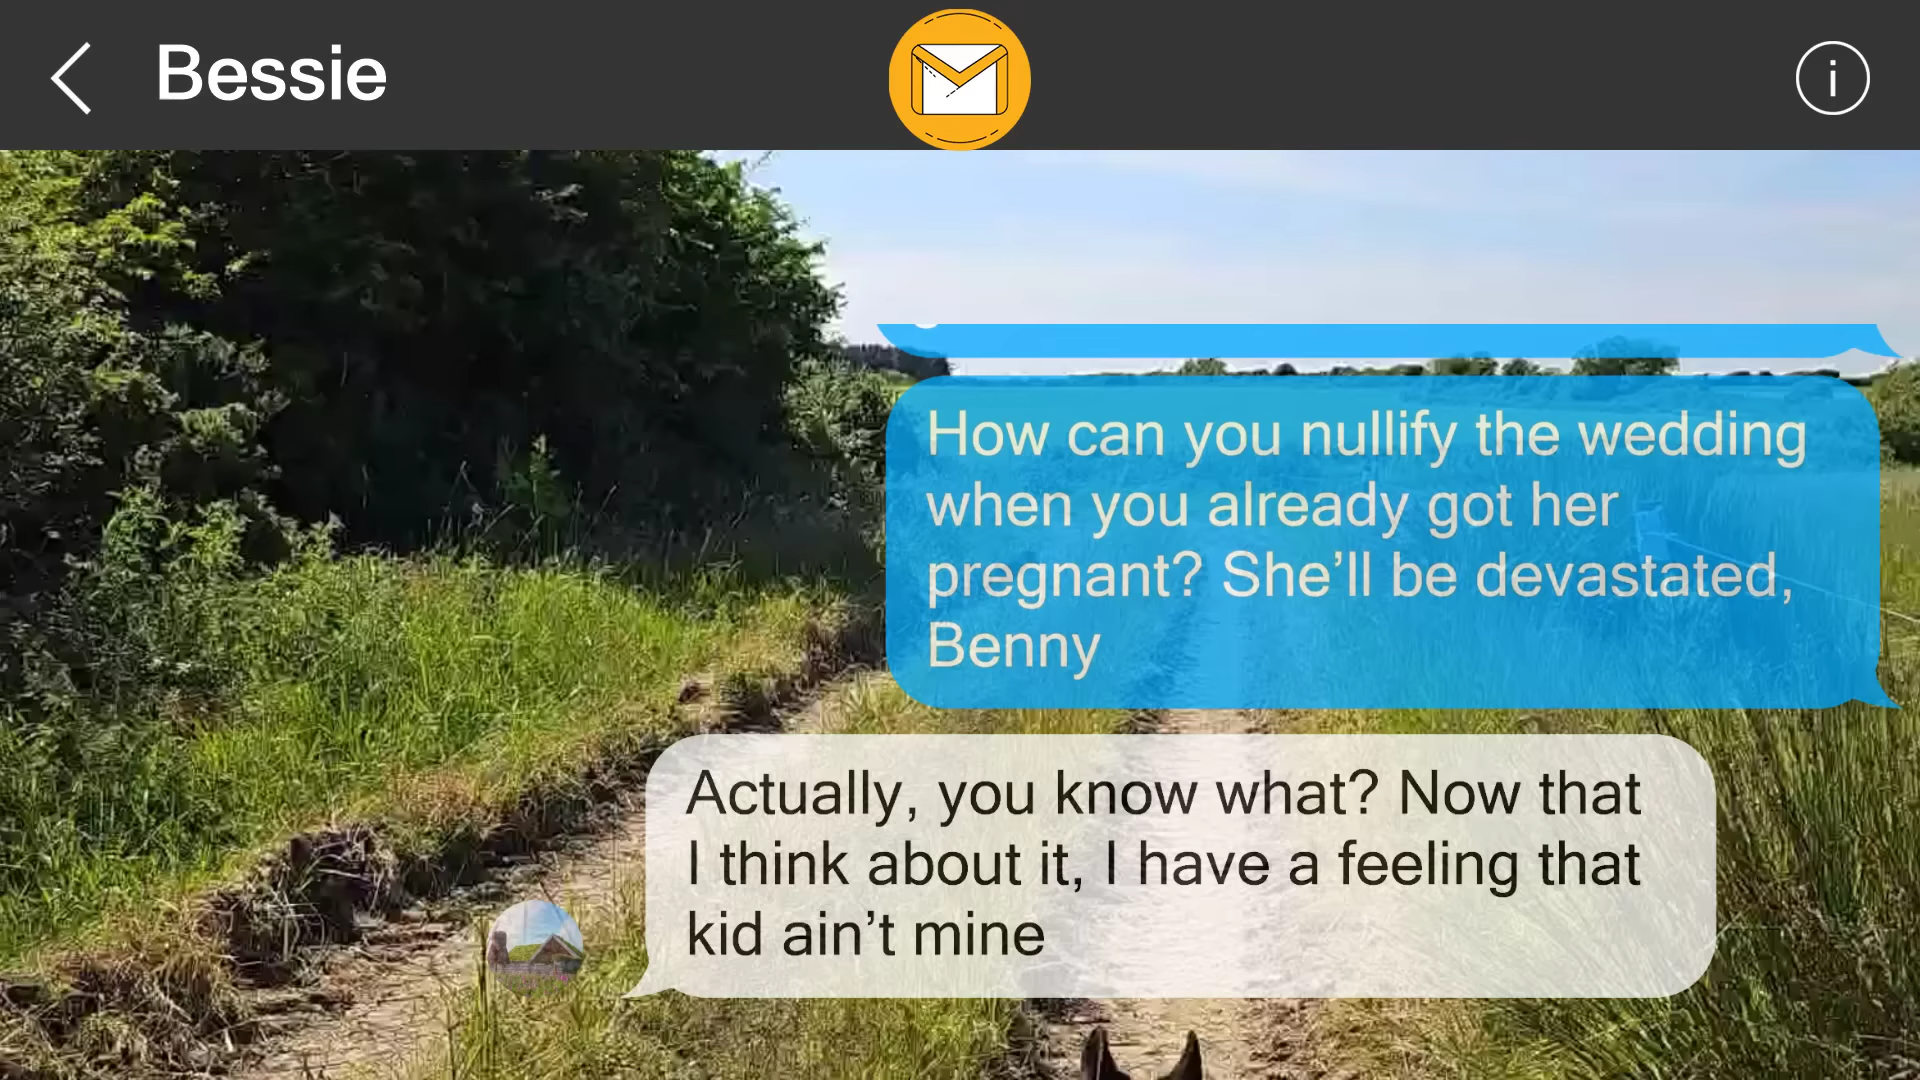 Bessie
How can you nullify the wedding
when you already got her
pregnant? She’ll be devastated,
Benny
Actually, you know what? Now that
I think about it, I have a feeling that
kid ain’t mine